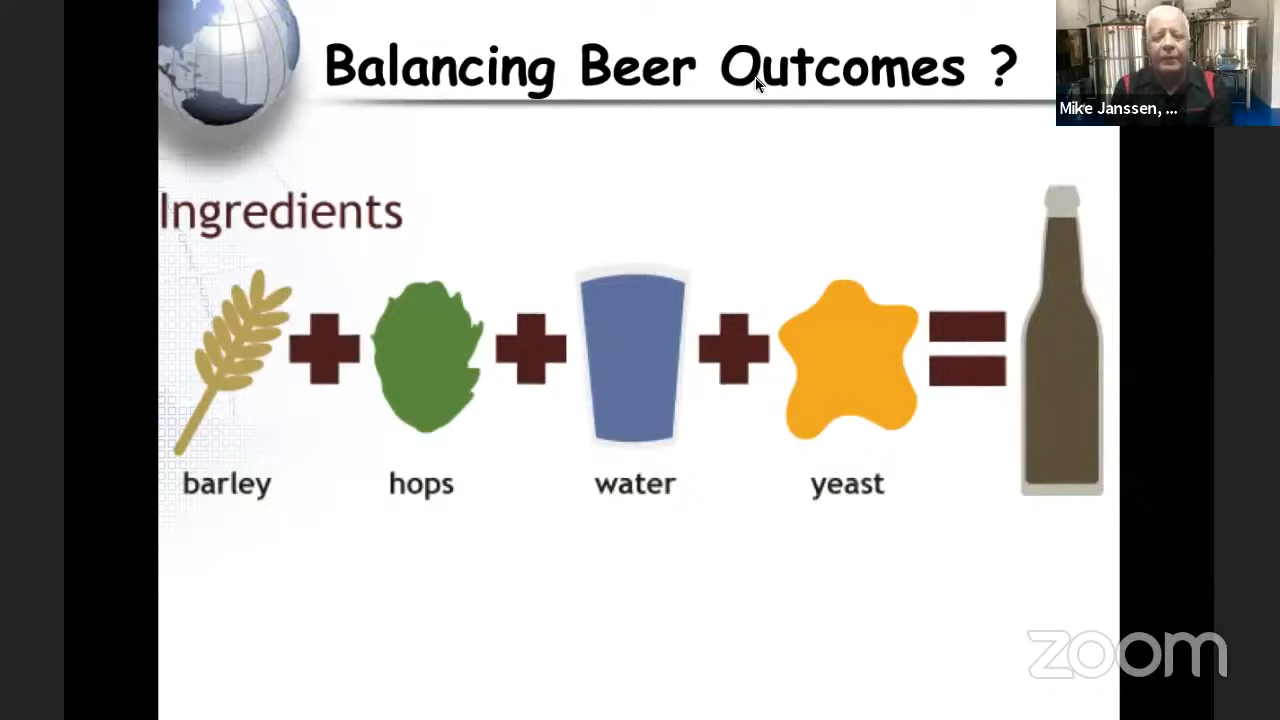 Balancing Beer Outcomes ?
Mike Janssen, ...
Ingredients
barley
hops
water
yeast
zoom